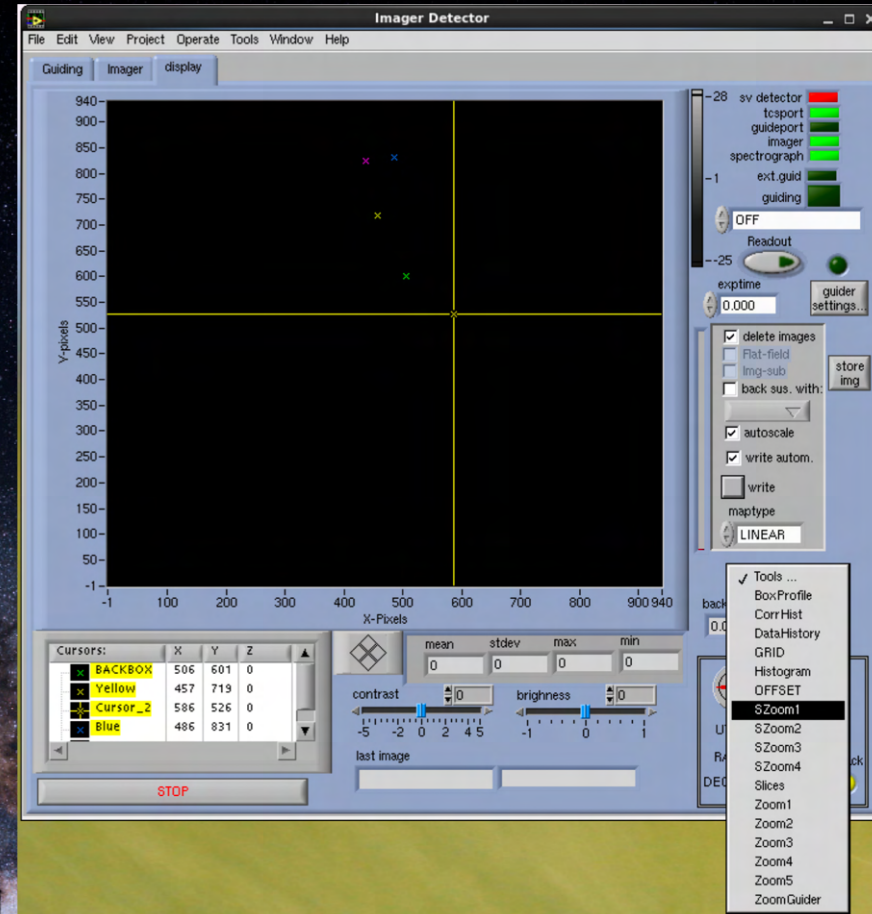 Imager Detector
File Edit View Project Operate Tools Window Help
Guiding Imager display
940
900
850
800
750
700
650
600
550
500
450
400
350
300
250
200
150
100
50
-1
Y-pixels
-1 100 200 300 400 500 600 700 800 900 940
X-Pixels
28
-1
-25
sv detector
tcsport
guideport
imager
spectrograph
ext.guid
guiding
OFF
Readout
exptime
0.000
guider
settings...
delete images
Flat-field
Img-sub
back sus. with:
store
img
autoscale
write autom.
write
maptype
LINEAR
back
Tools ...
BoxProfile
CorrHist
DataHistory
GRID
Histogram
OFFSET
SZoom1
SZoom2
SZoom3
SZoom4
Slices
Zoom1
Zoom2
Zoom3
Zoom4
Zoom5
ZoomGuider
Cursors: X Y Z
BACKBOX 506 601 0
Yellow 457 719 0
Cursor_2 586 526 0
Blue 486 831 0
mean stdev max min
0 0 0 0
contrast 0 brighness 0
-5 -2 0 2 4 5 -1 0 1
last image
STOP
DEC